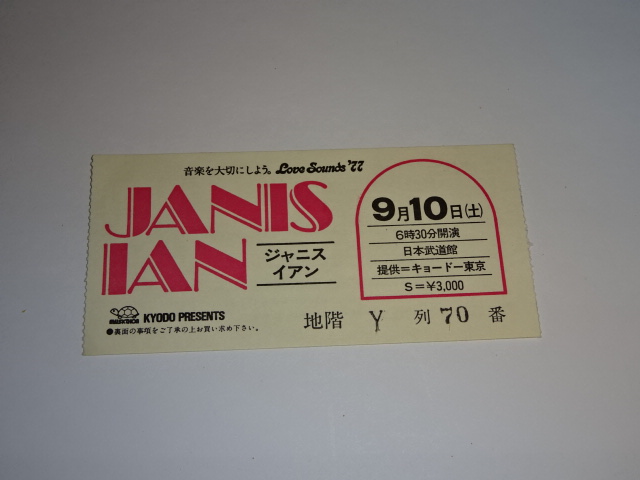 音楽を大切にしよう。Love Sounds '77
JANIS
IAN
ジャニス
イアン
9月10日(土)
6時30分開演
日本武道館
提供=キョードー東京
S=¥3,000
KYODO PRESENTS
●裏面の事項をご了承の上お買い求め下さい。
地階 Y 列 70 番